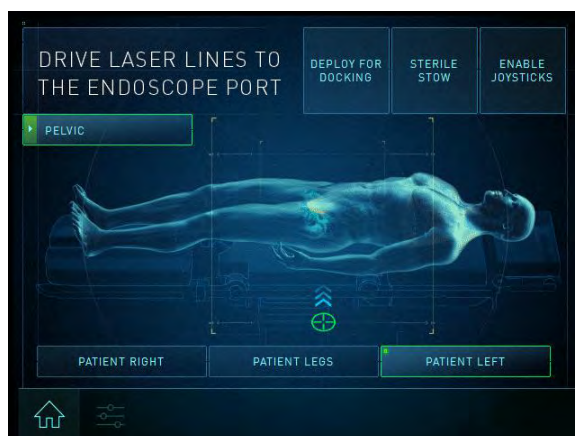 DRIVE LASER LINES TO
THE ENDOSCOPE PORT
DEPLOY FOR
DOCKING
STERILE
STOW
ENABLE
JOYSTICKS
PELVIC
PATIENT RIGHT
PATIENT LEGS
PATIENT LEFT